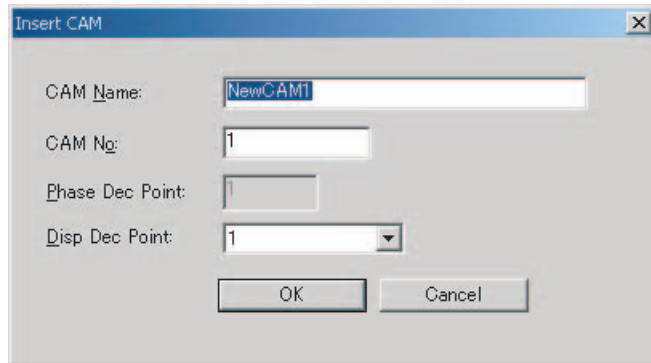 Insert CAM
CAM Name: NewCAM1
CAM No: 1
Phase Dec Point: 1
Disp Dec Point: 1
OK Cancel